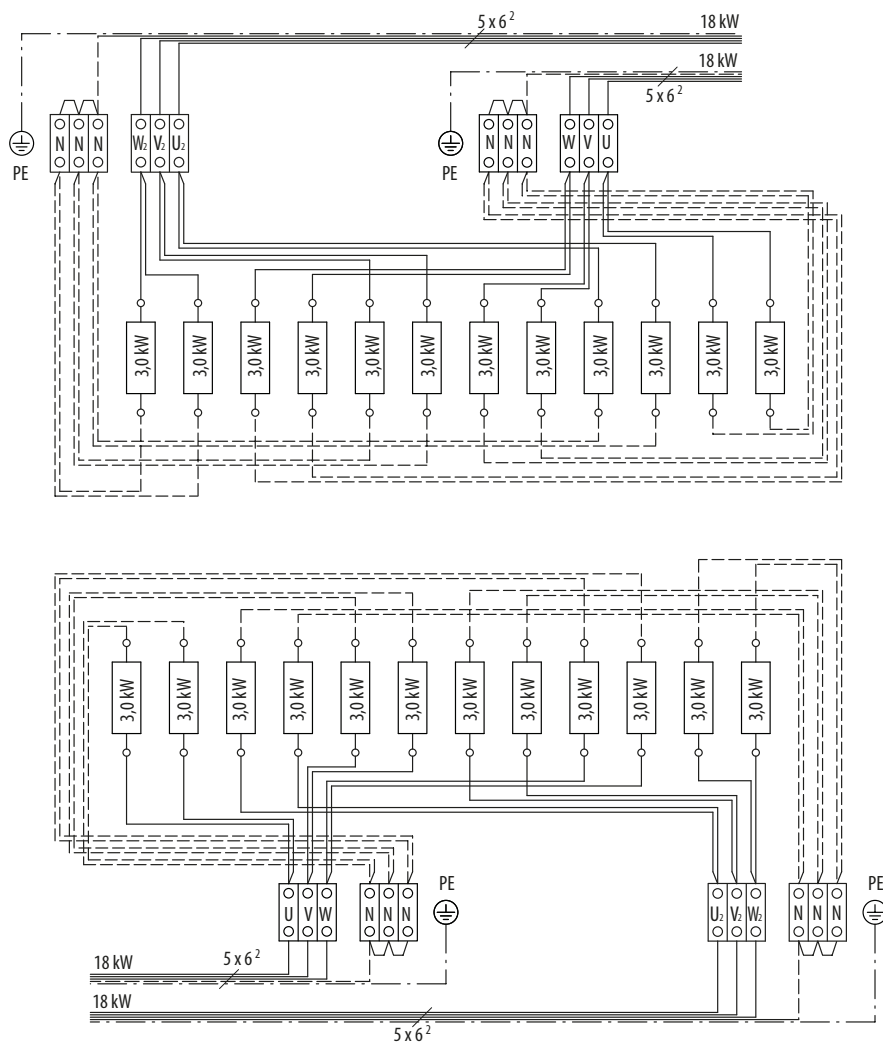 5 x 6² 18 kW
18 kW
5 x 6²
N N N W₂ V₂ U₂ N N N W V U
PE PE
3,0 kW 3,0 kW 3,0 kW 3,0 kW 3,0 kW 3,0 kW 3,0 kW 3,0 kW 3,0 kW 3,0 kW 3,0 kW 3,0 kW
3,0 kW 3,0 kW 3,0 kW 3,0 kW 3,0 kW 3,0 kW 3,0 kW 3,0 kW 3,0 kW 3,0 kW 3,0 kW 3,0 kW
PE PE
U V W N N N U₂ V₂ W₂ N N N
18 kW 5 x 6²
18 kW
5 x 6²